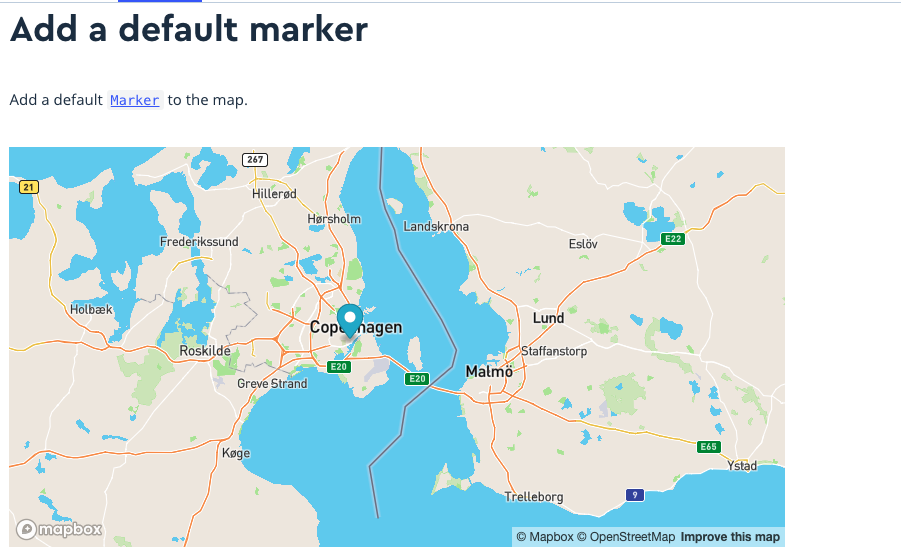 Add a default marker
Add a default Marker to the map.
267
21
Hillerød
Hørsholm
Landskrona
Frederikssund
Eslöv
E22
Holbæk
Copenhagen
Lund
Roskilde
Staffanstorp
E20
Malmö
Greve Strand
E20
E65
Køge
Ystad
9
Trelleborg
mapbox
© Mapbox © OpenStreetMap Improve this map